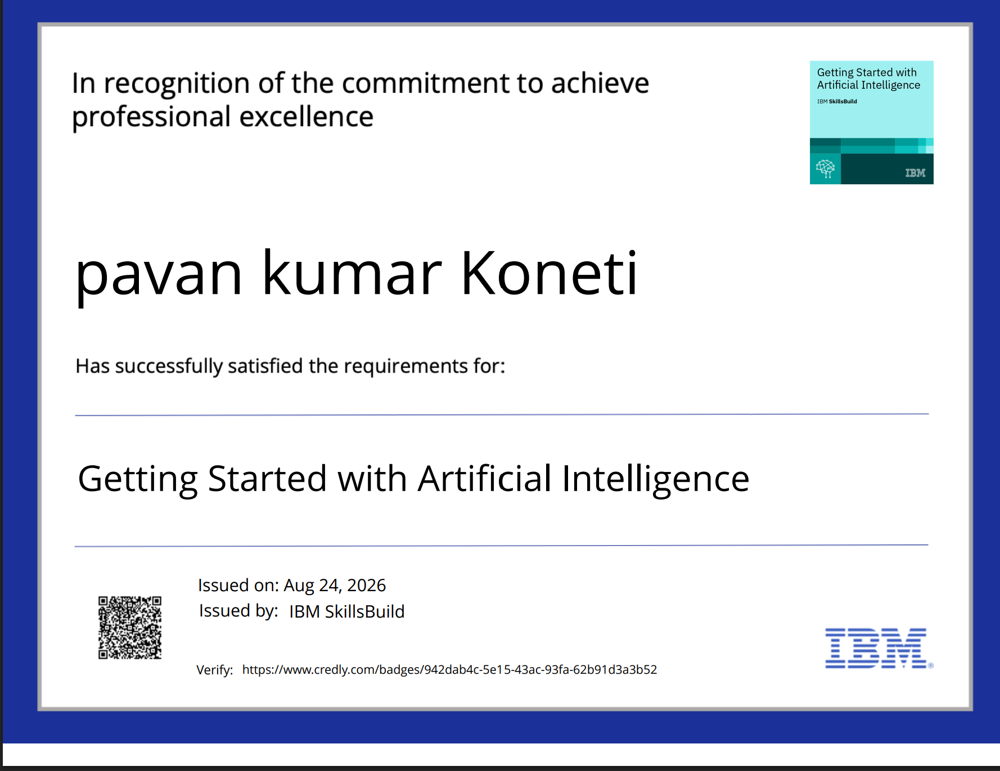 In recognition of the commitment to achieve
professional excellence
Getting Started with
Artificial Intelligence
IBM SkillsBuild
IBM
pavan kumar Koneti
Has successfully satisfied the requirements for:
Getting Started with Artificial Intelligence
Issued on: Aug 24, 2026
Issued by: IBM SkillsBuild
Verify: https://www.credly.com/badges/942dab4c-5e15-43ac-93fa-62b91d3a3b52
IBM®